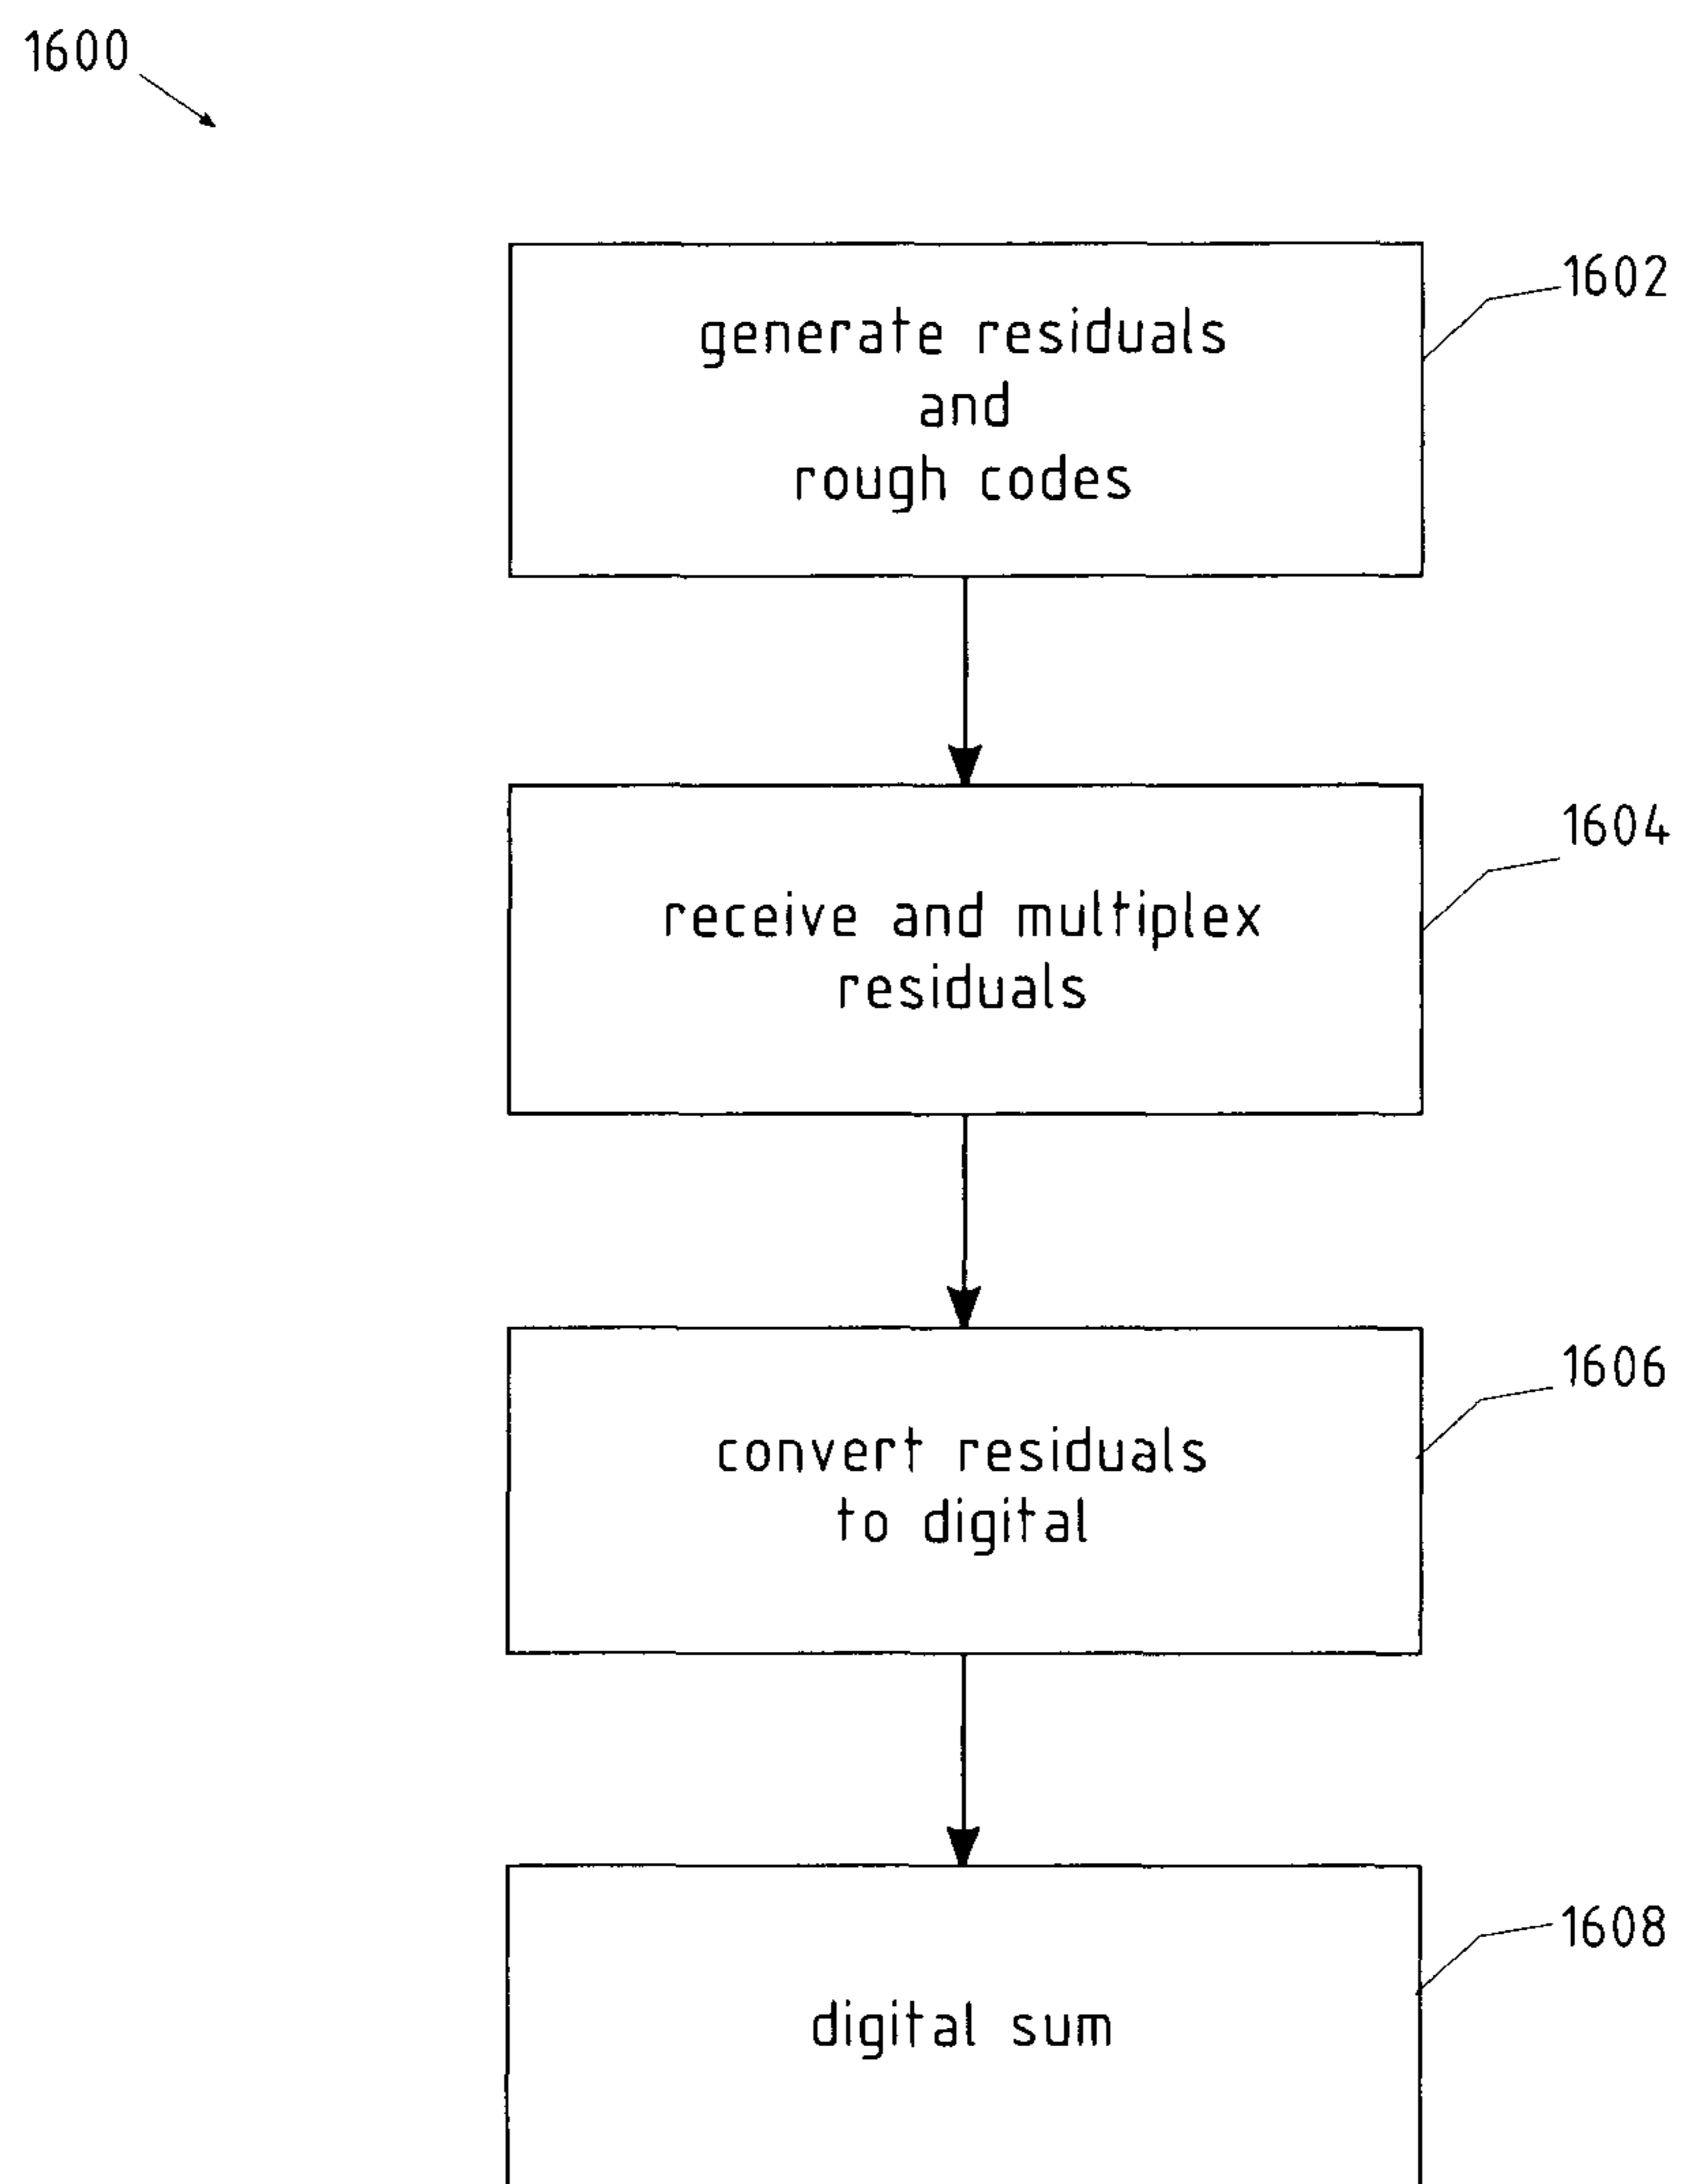 1600
1602
generate residuals
and
rough codes
1604
receive and multiplex
residuals
1606
convert residuals
to digital
1608
digital sum